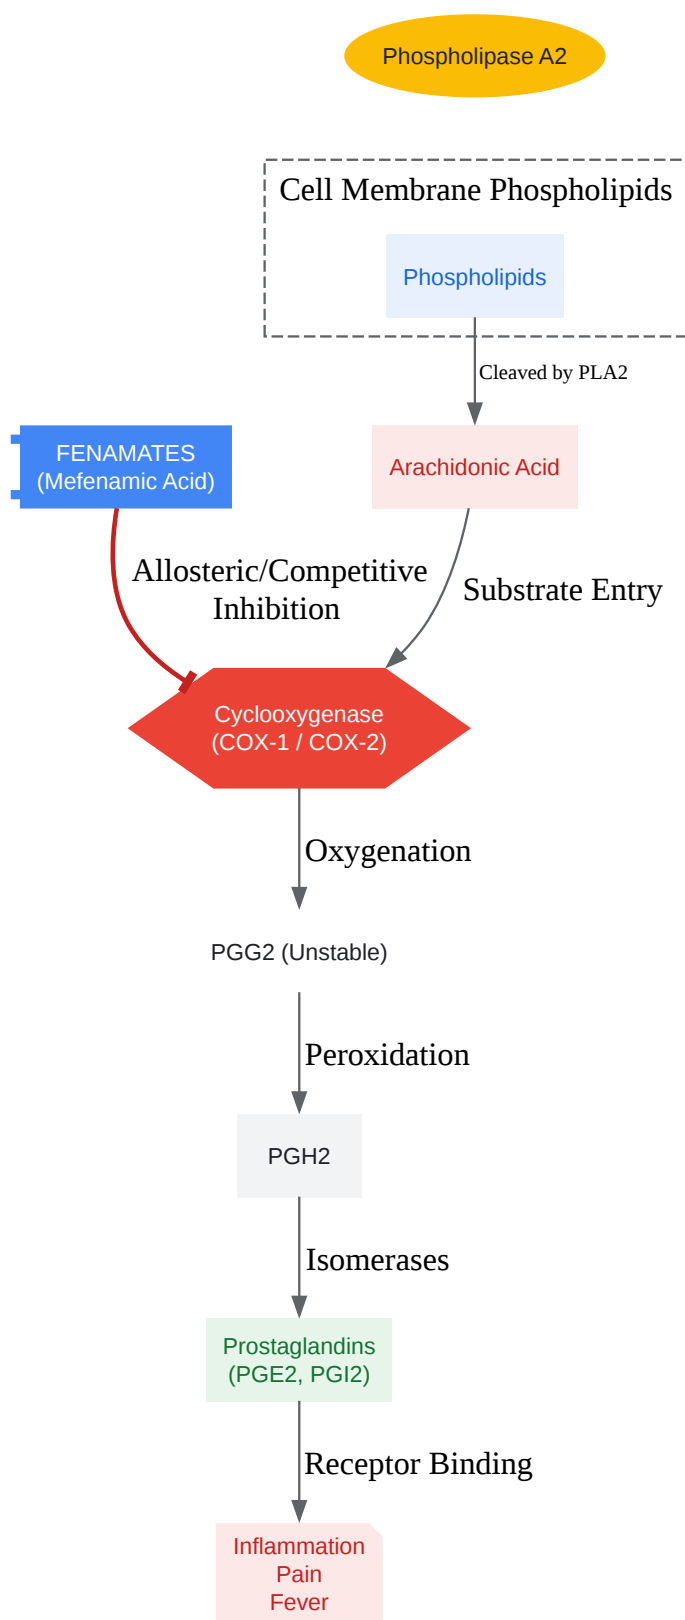 Phospholipase A2
Cell Membrane Phospholipids
Phospholipids
Cleaved by PLA2
FENAMATES
(Mefenamic Acid)
Arachidonic Acid
Allosteric/Competitive
Inhibition
Substrate Entry
Cyclooxygenase
(COX-1 / COX-2)
Oxygenation
PGG2 (Unstable)
Peroxidation
PGH2
Isomerases
Prostaglandins
(PGE2, PGI2)
Receptor Binding
Inflammation
Pain
Fever